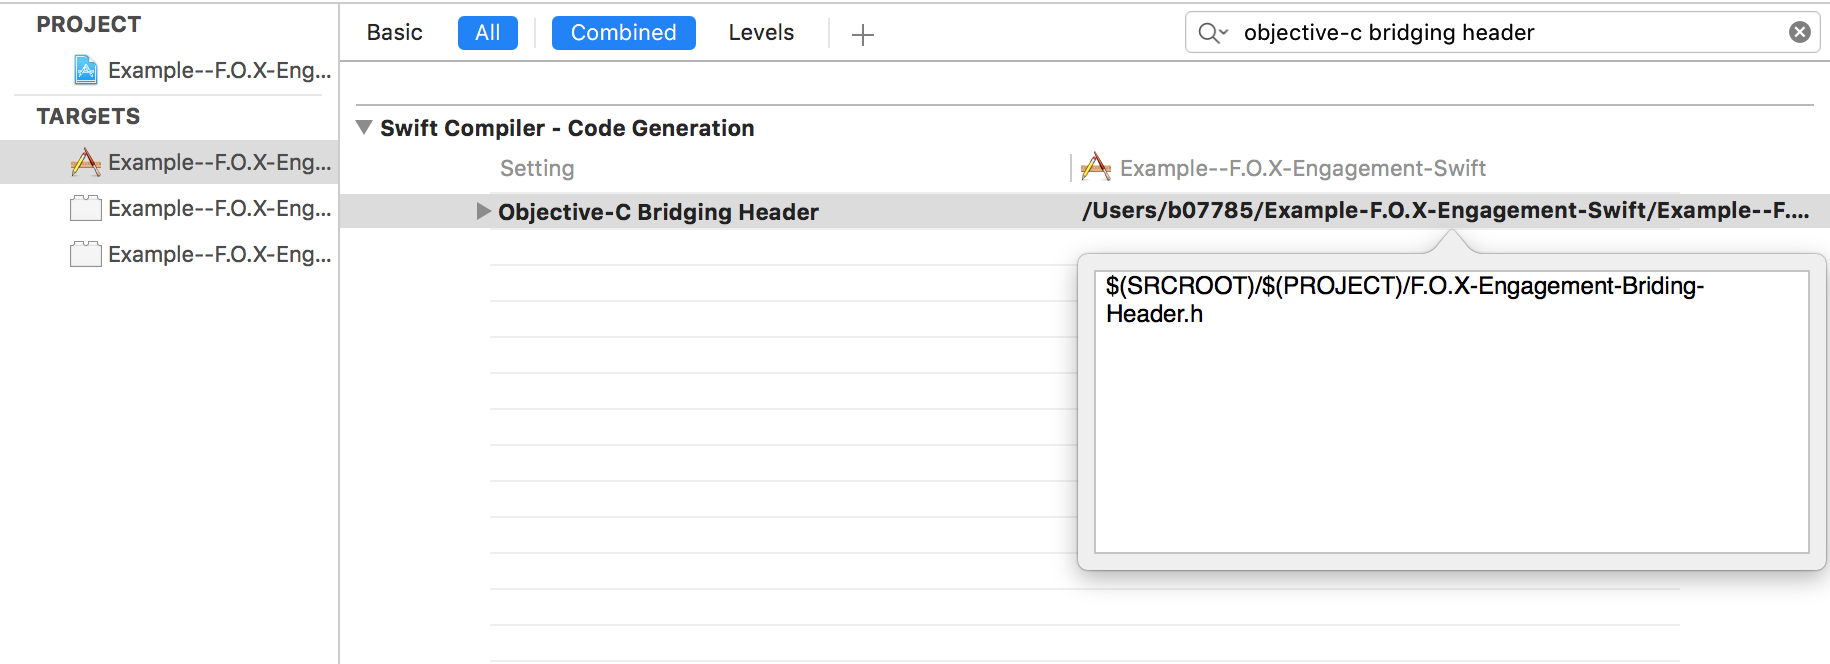 PROJECT
Example--F.O.X-Eng...
TARGETS
Example--F.O.X-Eng...
Example--F.O.X-Eng...
Example--F.O.X-Eng...
Basic All Combined Levels +
objective-c bridging header
Swift Compiler - Code Generation
Setting Example--F.O.X-Engagement-Swift
Objective-C Bridging Header /Users/b07785/Example-F.O.X-Engagement-Swift/Example--F....
$(SRCROOT)/$(PROJECT)/F.O.X-Engagement-Briding-
Header.h